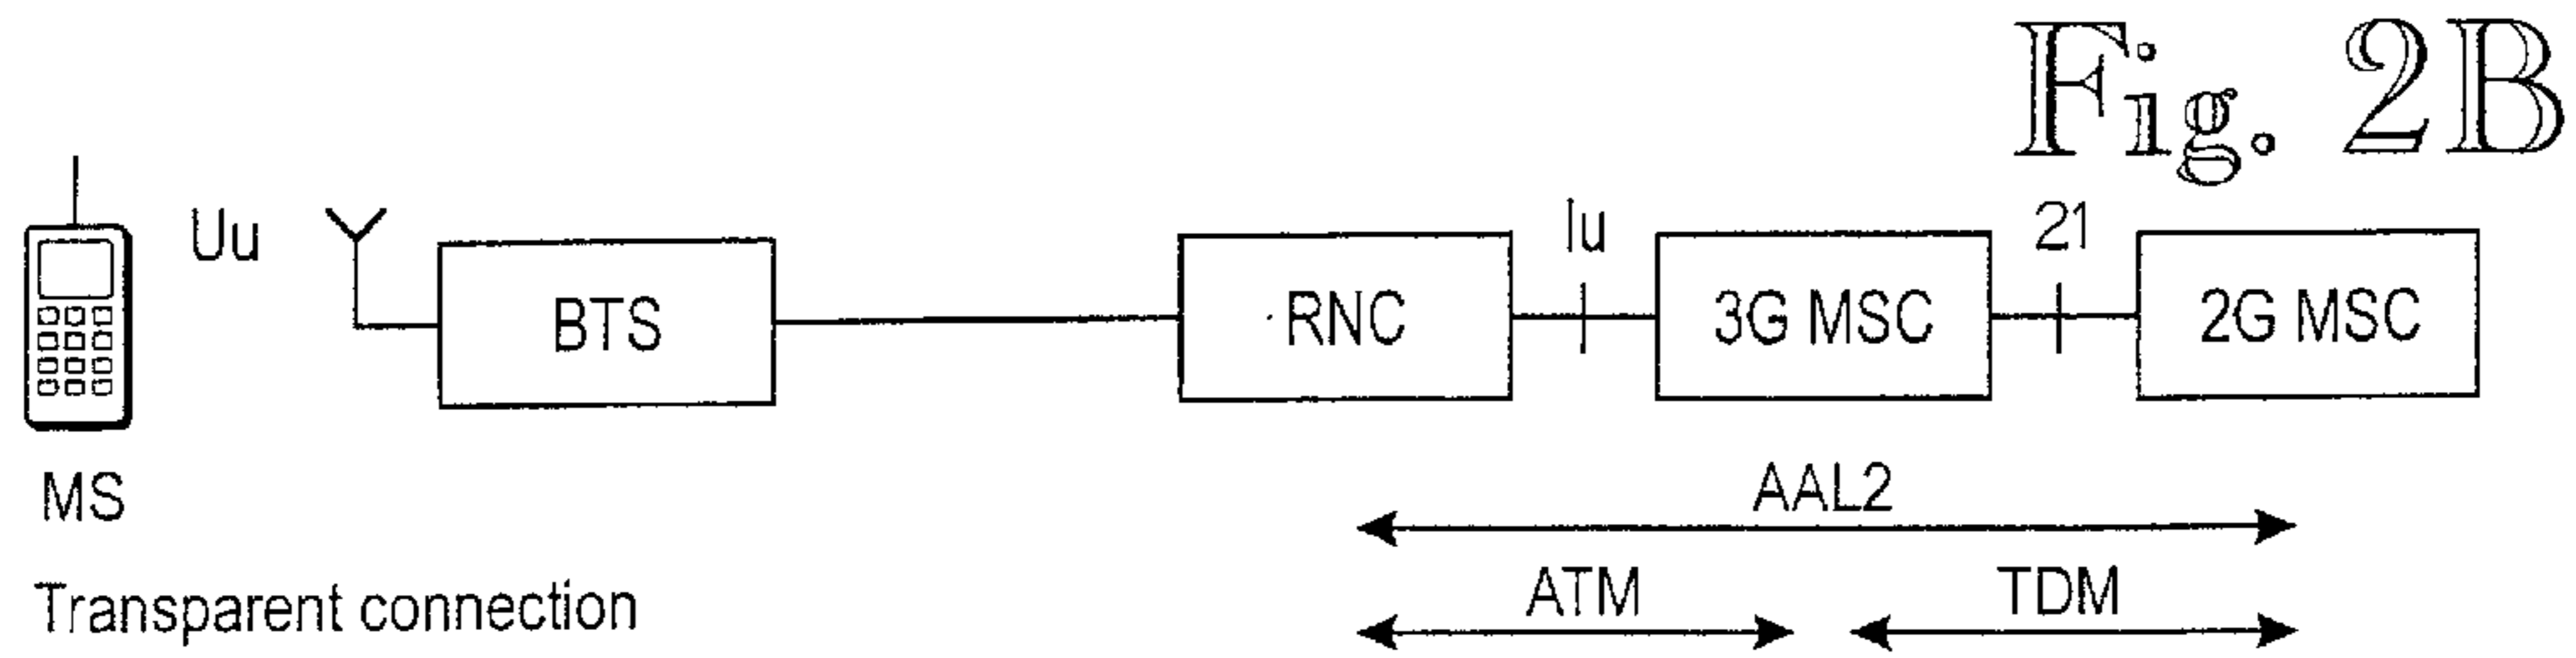 Fig. 2B
Uu
Iu
21
BTS
RNC
3G MSC
2G MSC
MS
AAL2
Transparent connection
ATM
TDM